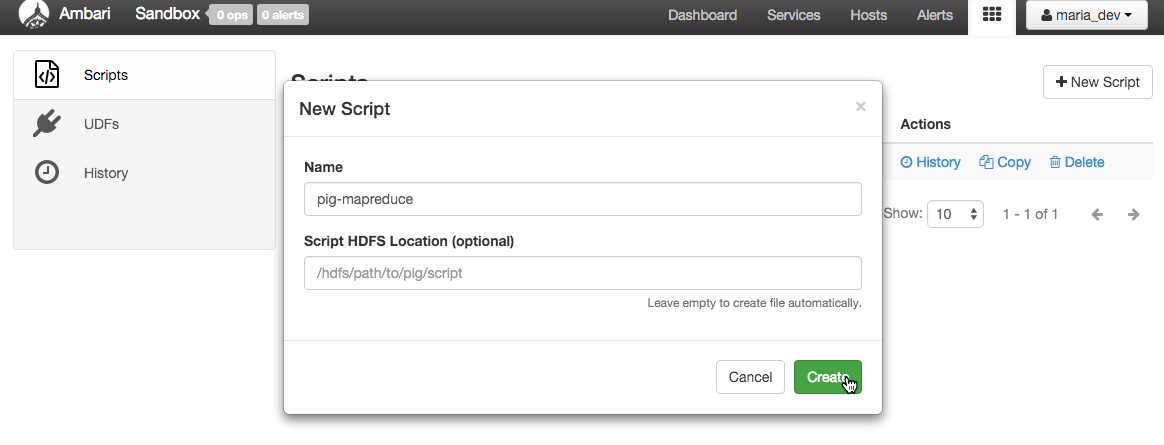 Ambari Sandbox 0 ops 0 alerts Dashboard Services Hosts Alerts maria_dev
Scripts
UDFs
History
Scripts
+ New Script
New Script ×
Name
pig-mapreduce
Script HDFS Location (optional)
/hdfs/path/to/pig/script
Leave empty to create file automatically.
Cancel Create
Actions
History Copy Delete
Show: 10 1 - 1 of 1